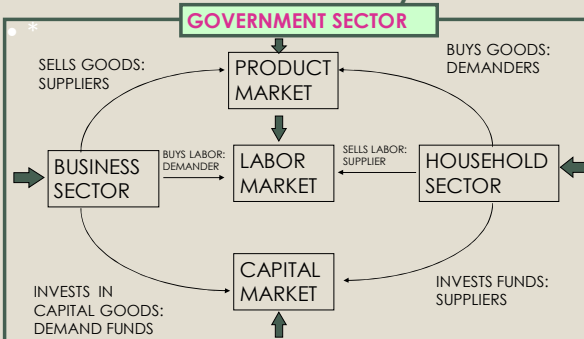 GOVERNMENT SECTOR
• *
SELLS GOODS:
SUPPLIERS
PRODUCT
MARKET
BUYS GOODS:
DEMANDERS
BUSINESS
SECTOR
BUYS LABOR:
DEMANDER
LABOR
MARKET
SELLS LABOR:
SUPPLIER
HOUSEHOLD
SECTOR
INVESTS IN
CAPITAL GOODS:
DEMAND FUNDS
CAPITAL
MARKET
INVESTS FUNDS:
SUPPLIERS